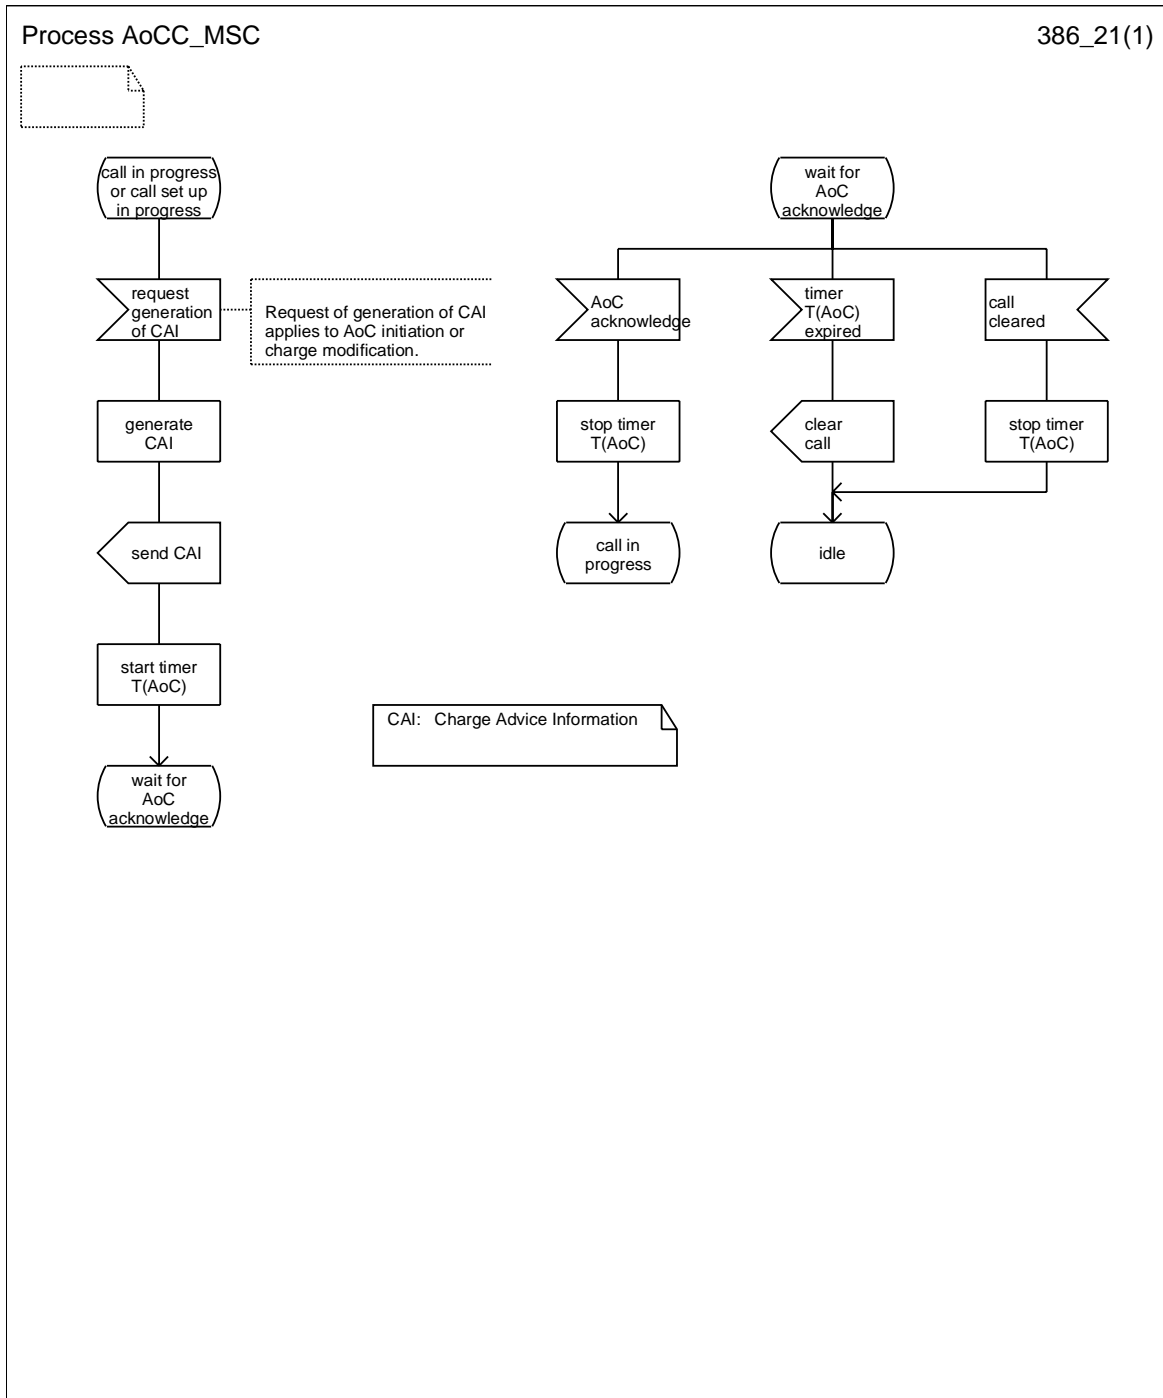 Process AoCC_MSC
386_21(1)
call in progress
or call set up
in progress
request
generation
of CAI
Request of generation of CAI
applies to AoC initiation or
charge modification.
generate
CAI
send CAI
start timer
T(AoC)
wait for
AoC
acknowledge
wait for
AoC
acknowledge
AoC
acknowledge
stop timer
T(AoC)
call in
progress
timer
T(AoC)
expired
clear
call
idle
call
cleared
stop timer
T(AoC)
CAI: Charge Advice Information